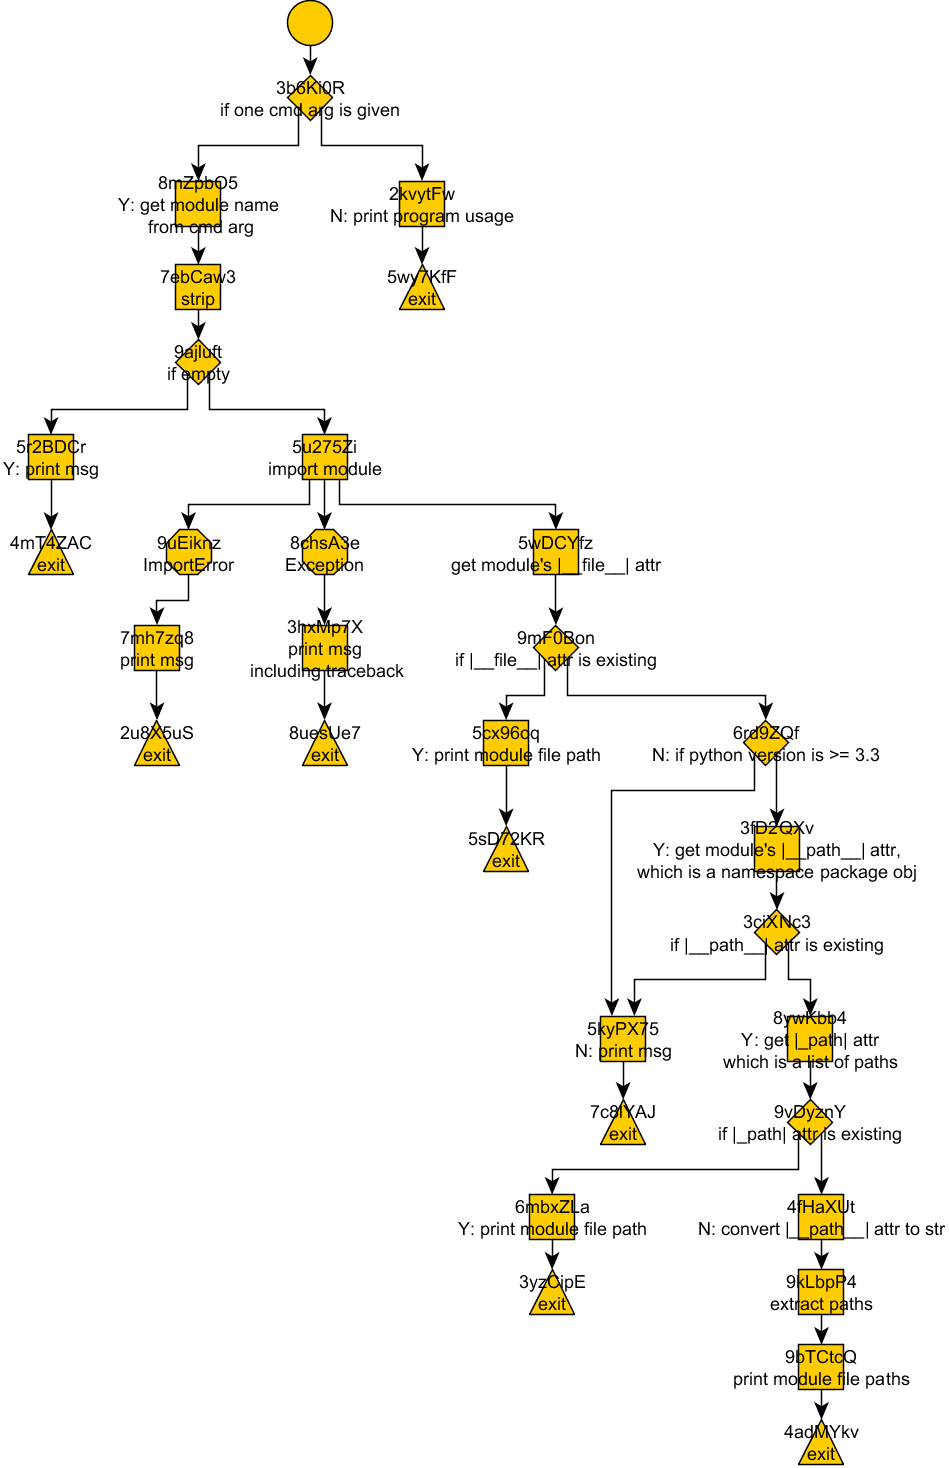 3b6Ki0R
if one cmd arg is given
8mZpbO5
Y: get module name
from cmd arg
2kvytFw
N: print program usage
7ebCaw3
strip
5wy7KfF
exit
9ajluft
if empty
5r2BDCr
Y: print msg
5u275Zi
import module
4mT4ZAC
exit
9uEiknz
ImportError
8chsA3e
Exception
5wDCYfz
get module's |__file__| attr
7mh7zq8
print msg
3hxMp7X
print msg
including traceback
9mF0Bon
if |__file__| attr is existing
2u8X5uS
exit
8uesUe7
exit
5cx96oq
Y: print module file path
6rd9ZQf
N: if python version is >= 3.3
5sD72KR
exit
3fD2QXv
Y: get module's |__path__| attr,
which is a namespace package obj
3ciXNc3
if |__path__| attr is existing
5kyPX75
N: print msg
8ywKbb4
Y: get |_path| attr
which is a list of paths
7c8IYAJ
exit
9vDyznY
if |_path| attr is existing
6mbxZLa
Y: print module file path
4fHaXUt
N: convert |__path__| attr to str
3yzCipE
exit
9kLbpP4
extract paths
9bTCtcQ
print module file paths
4adMYkv
exit